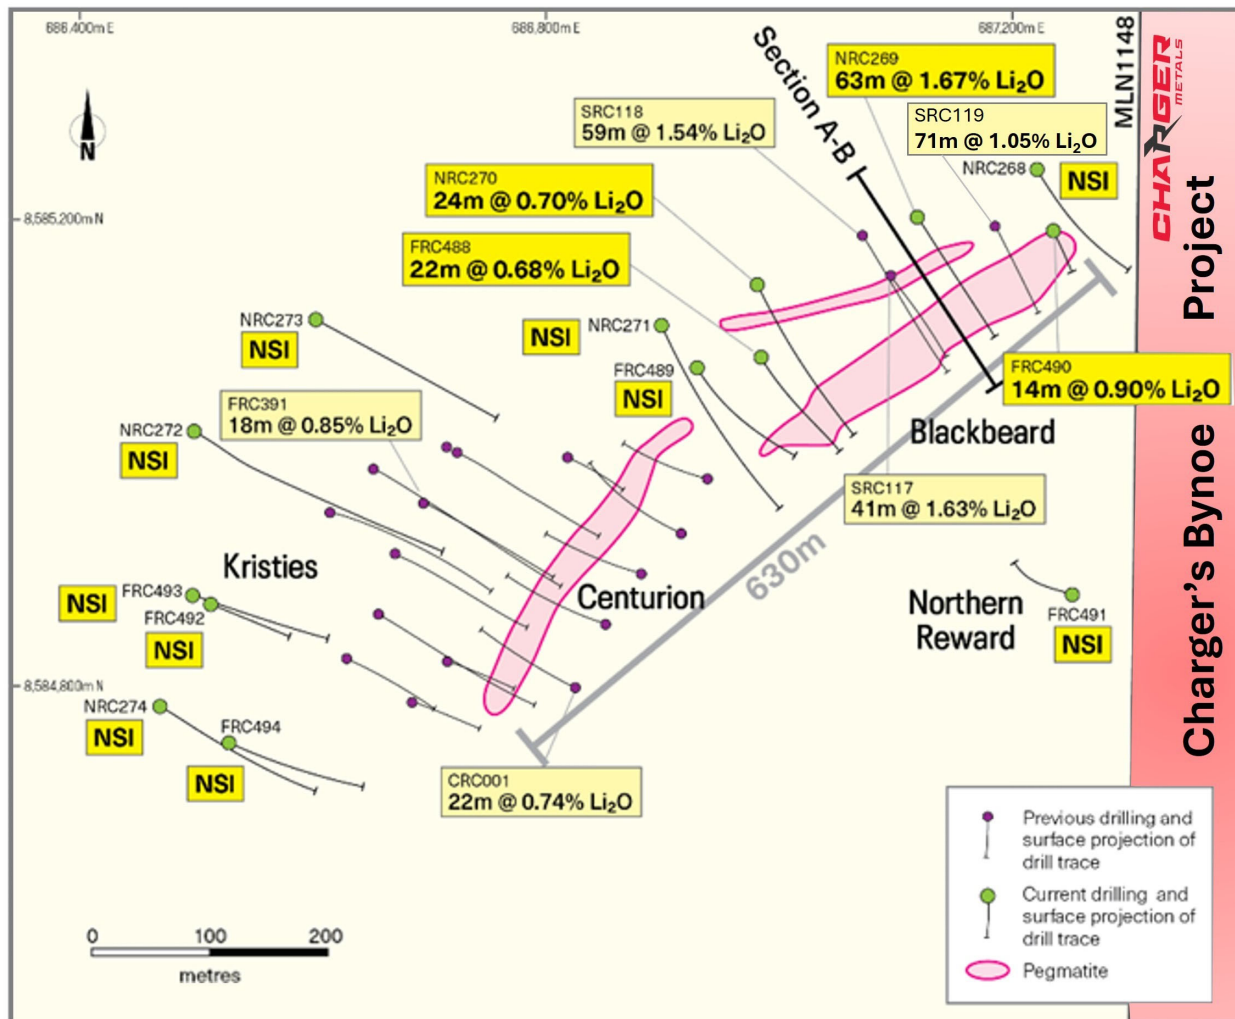 686,400mE
686,800mE
687,200mE
MLN1148
CHARGER
METALS
Section A-B
NRC269
63m @ 1.67% Li₂O
SRC118
59m @ 1.54% Li₂O
SRC119
71m @ 1.05% Li₂O
N
NRC268
NSI
NRC270
24m @ 0.70% Li₂O
8,585,200mN
FRC488
22m @ 0.68% Li₂O
NRC273
NSI
NSI
NRC271
FRC489
NSI
FRC490
14m @ 0.90% Li₂O
FRC391
18m @ 0.85% Li₂O
NRC272
NSI
Blackbeard
SRC117
41m @ 1.63% Li₂O
Kristies
630m
NSI
FRC493
FRC492
NSI
Centurion
Northern
Reward
FRC491
NSI
8,584,800mN
NRC274
NSI
FRC494
NSI
CRC001
22m @ 0.74% Li₂O
Charger's Bynoe Project
Previous drilling and
surface projection of
drill trace
Current drilling and
surface projection of
drill trace
Pegmatite
0 100 200
metres